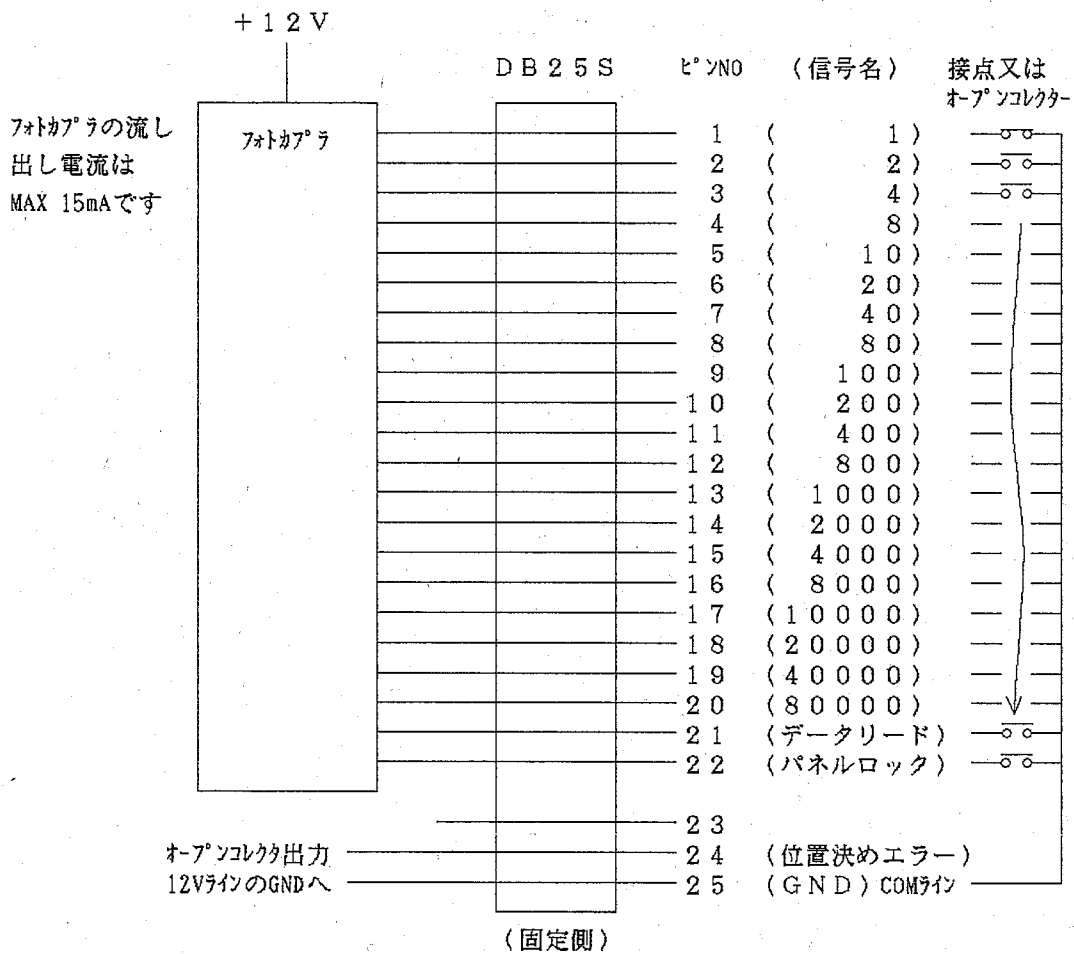 +12V
DB25S ピンNO (信号名) 接点又は
オープンコレクター
フォトカプラの流し
出し電流は
MAX 15mAです
フォトカプラ
1 ( 1)
2 ( 2)
3 ( 4)
4 ( 8)
5 ( 10)
6 ( 20)
7 ( 40)
8 ( 80)
9 ( 100)
10 ( 200)
11 ( 400)
12 ( 800)
13 ( 1000)
14 ( 2000)
15 ( 4000)
16 ( 8000)
17 (10000)
18 (20000)
19 (40000)
20 (80000)
21 (データリード)
22 (パネルロック)
23
オープンコレクタ出力 24 (位置決めエラー)
12VラインのGNDへ 25 (GND) COMライン
(固定側)